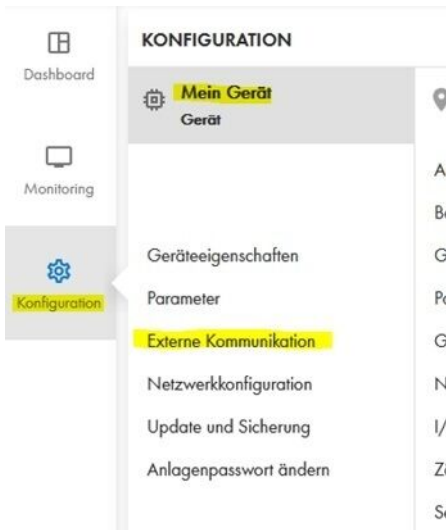 Dashboard
Monitoring
Konfiguration
KONFIGURATION
Mein Gerät
Gerät
Geräteeigenschaften
Parameter
Externe Kommunikation
Netzwerkkonfiguration
Update und Sicherung
Anlagenpasswort ändern